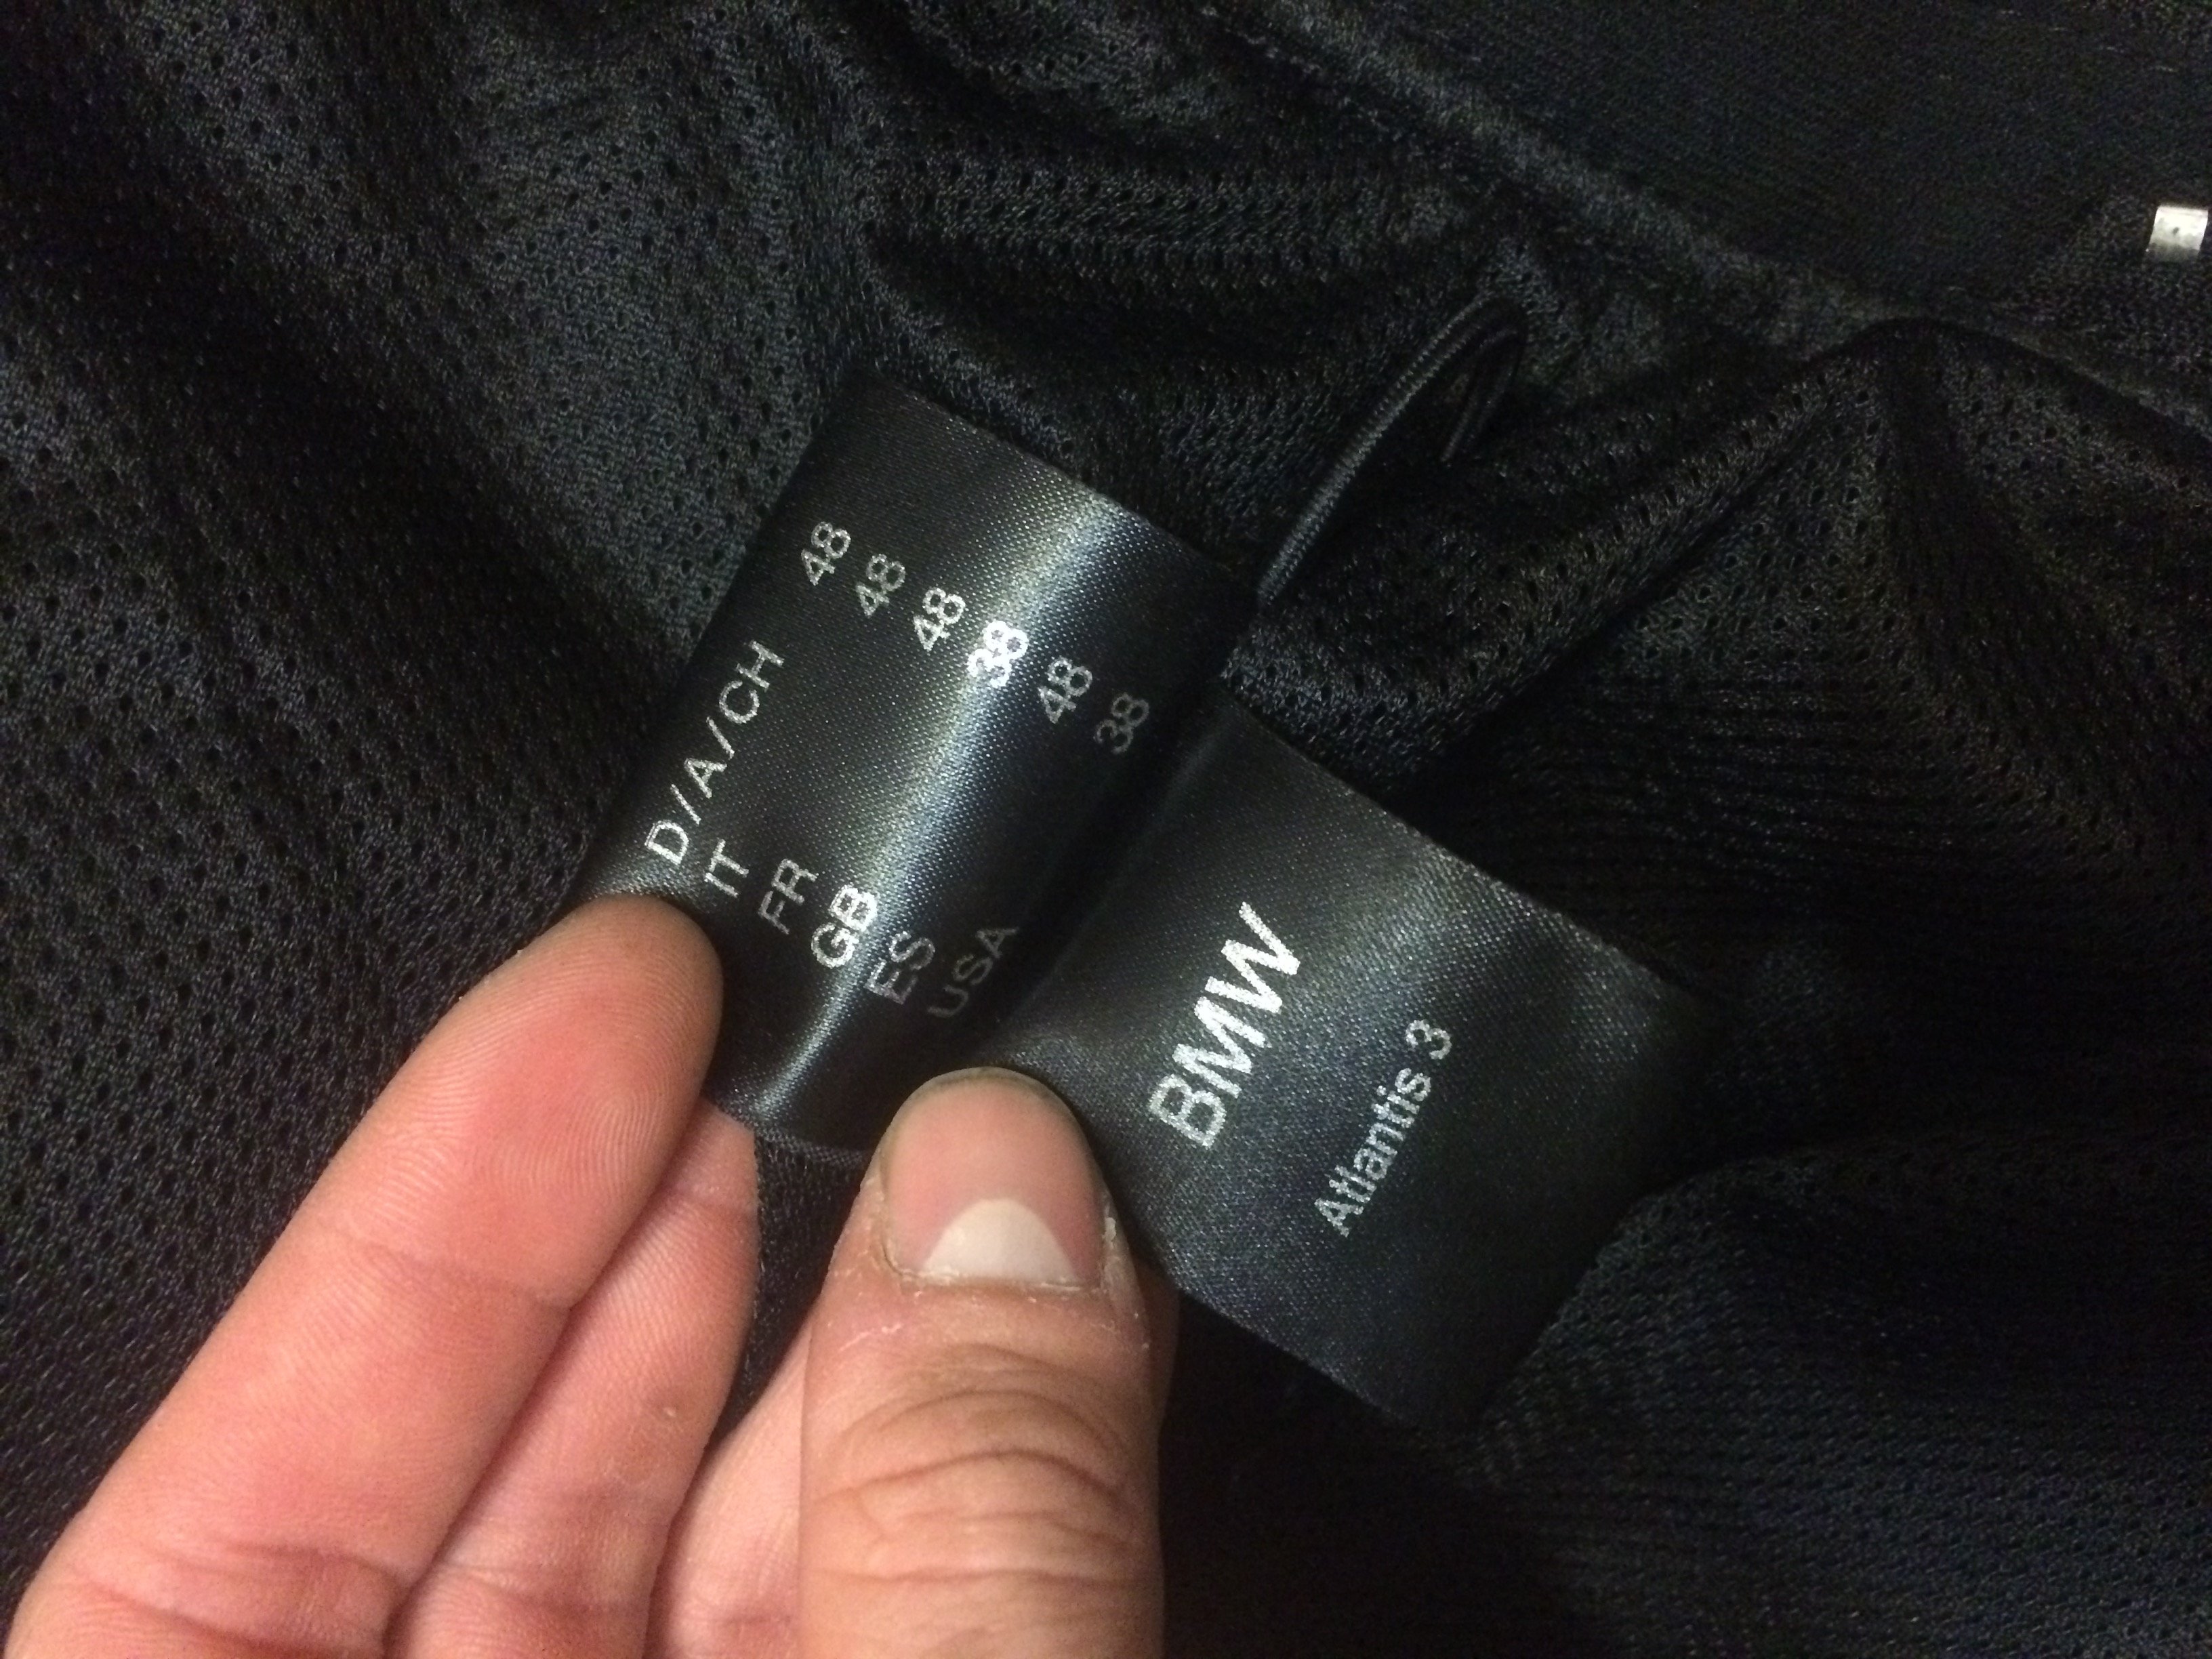 D/A/CH 48
IT 48
FR 48
GB 38
ES 48
USA 38
BMW
Atlantis 3